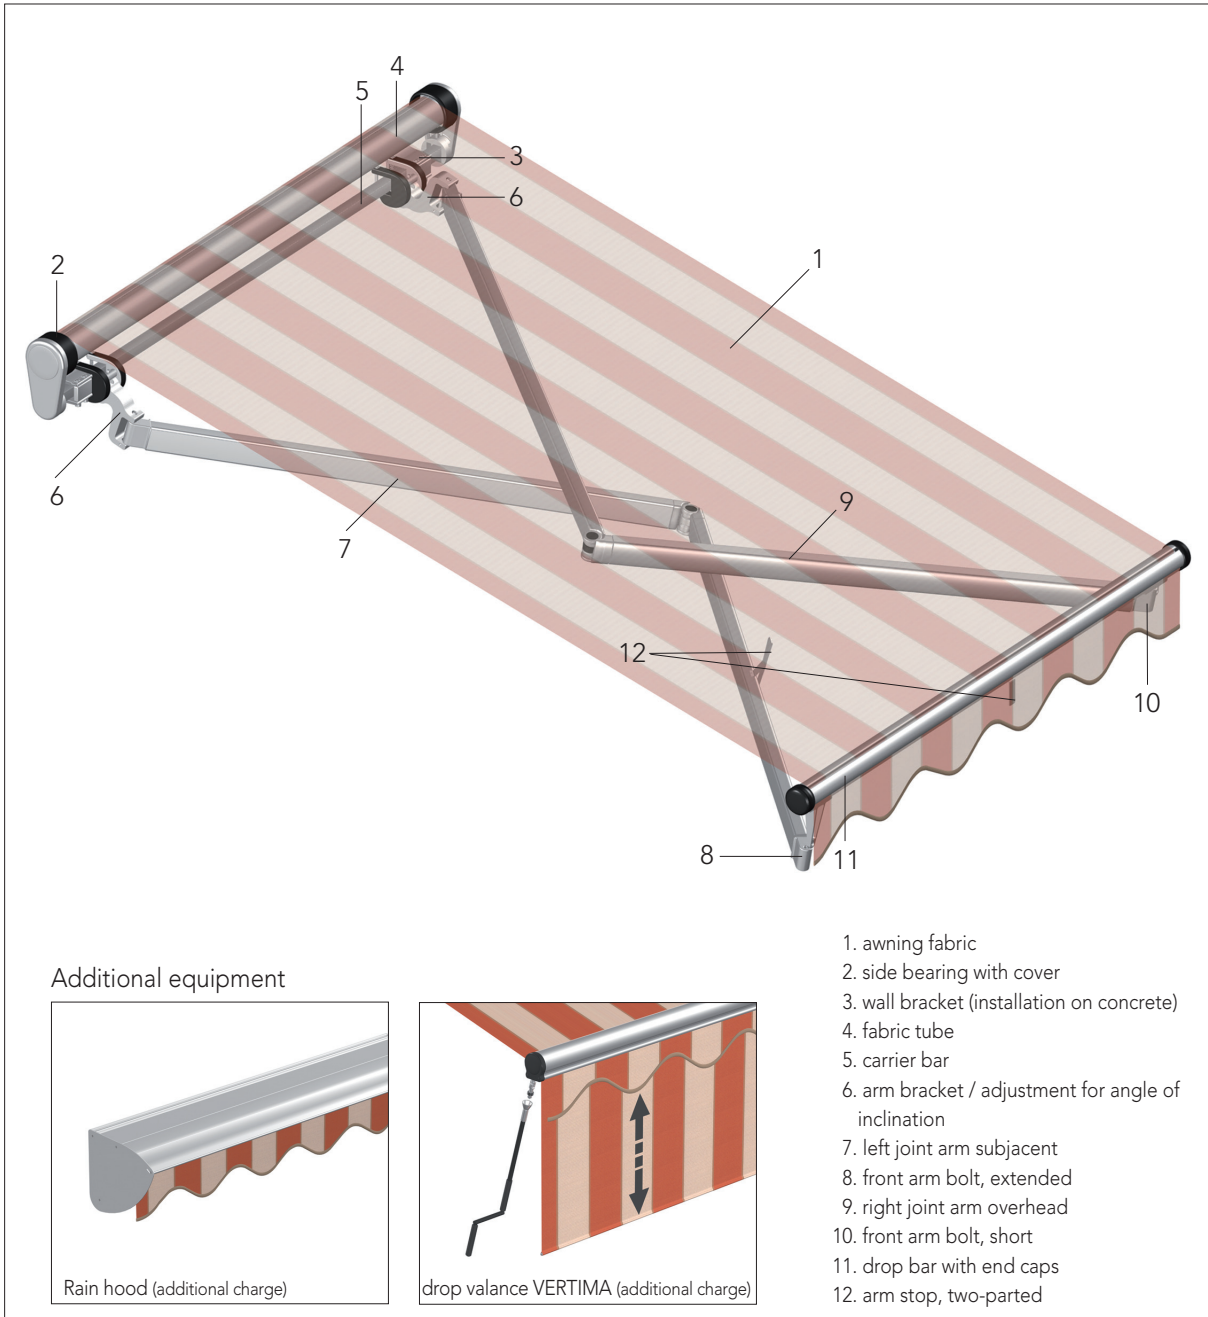 4
5
3
6
2
1
6
9
7
12
10
8
11
Additional equipment
Rain hood (additional charge)
drop valance VERTIMA (additional charge)
1. awning fabric
2. side bearing with cover
3. wall bracket (installation on concrete)
4. fabric tube
5. carrier bar
6. arm bracket / adjustment for angle of
inclination
7. left joint arm subjacent
8. front arm bolt, extended
9. right joint arm overhead
10. front arm bolt, short
11. drop bar with end caps
12. arm stop, two-parted